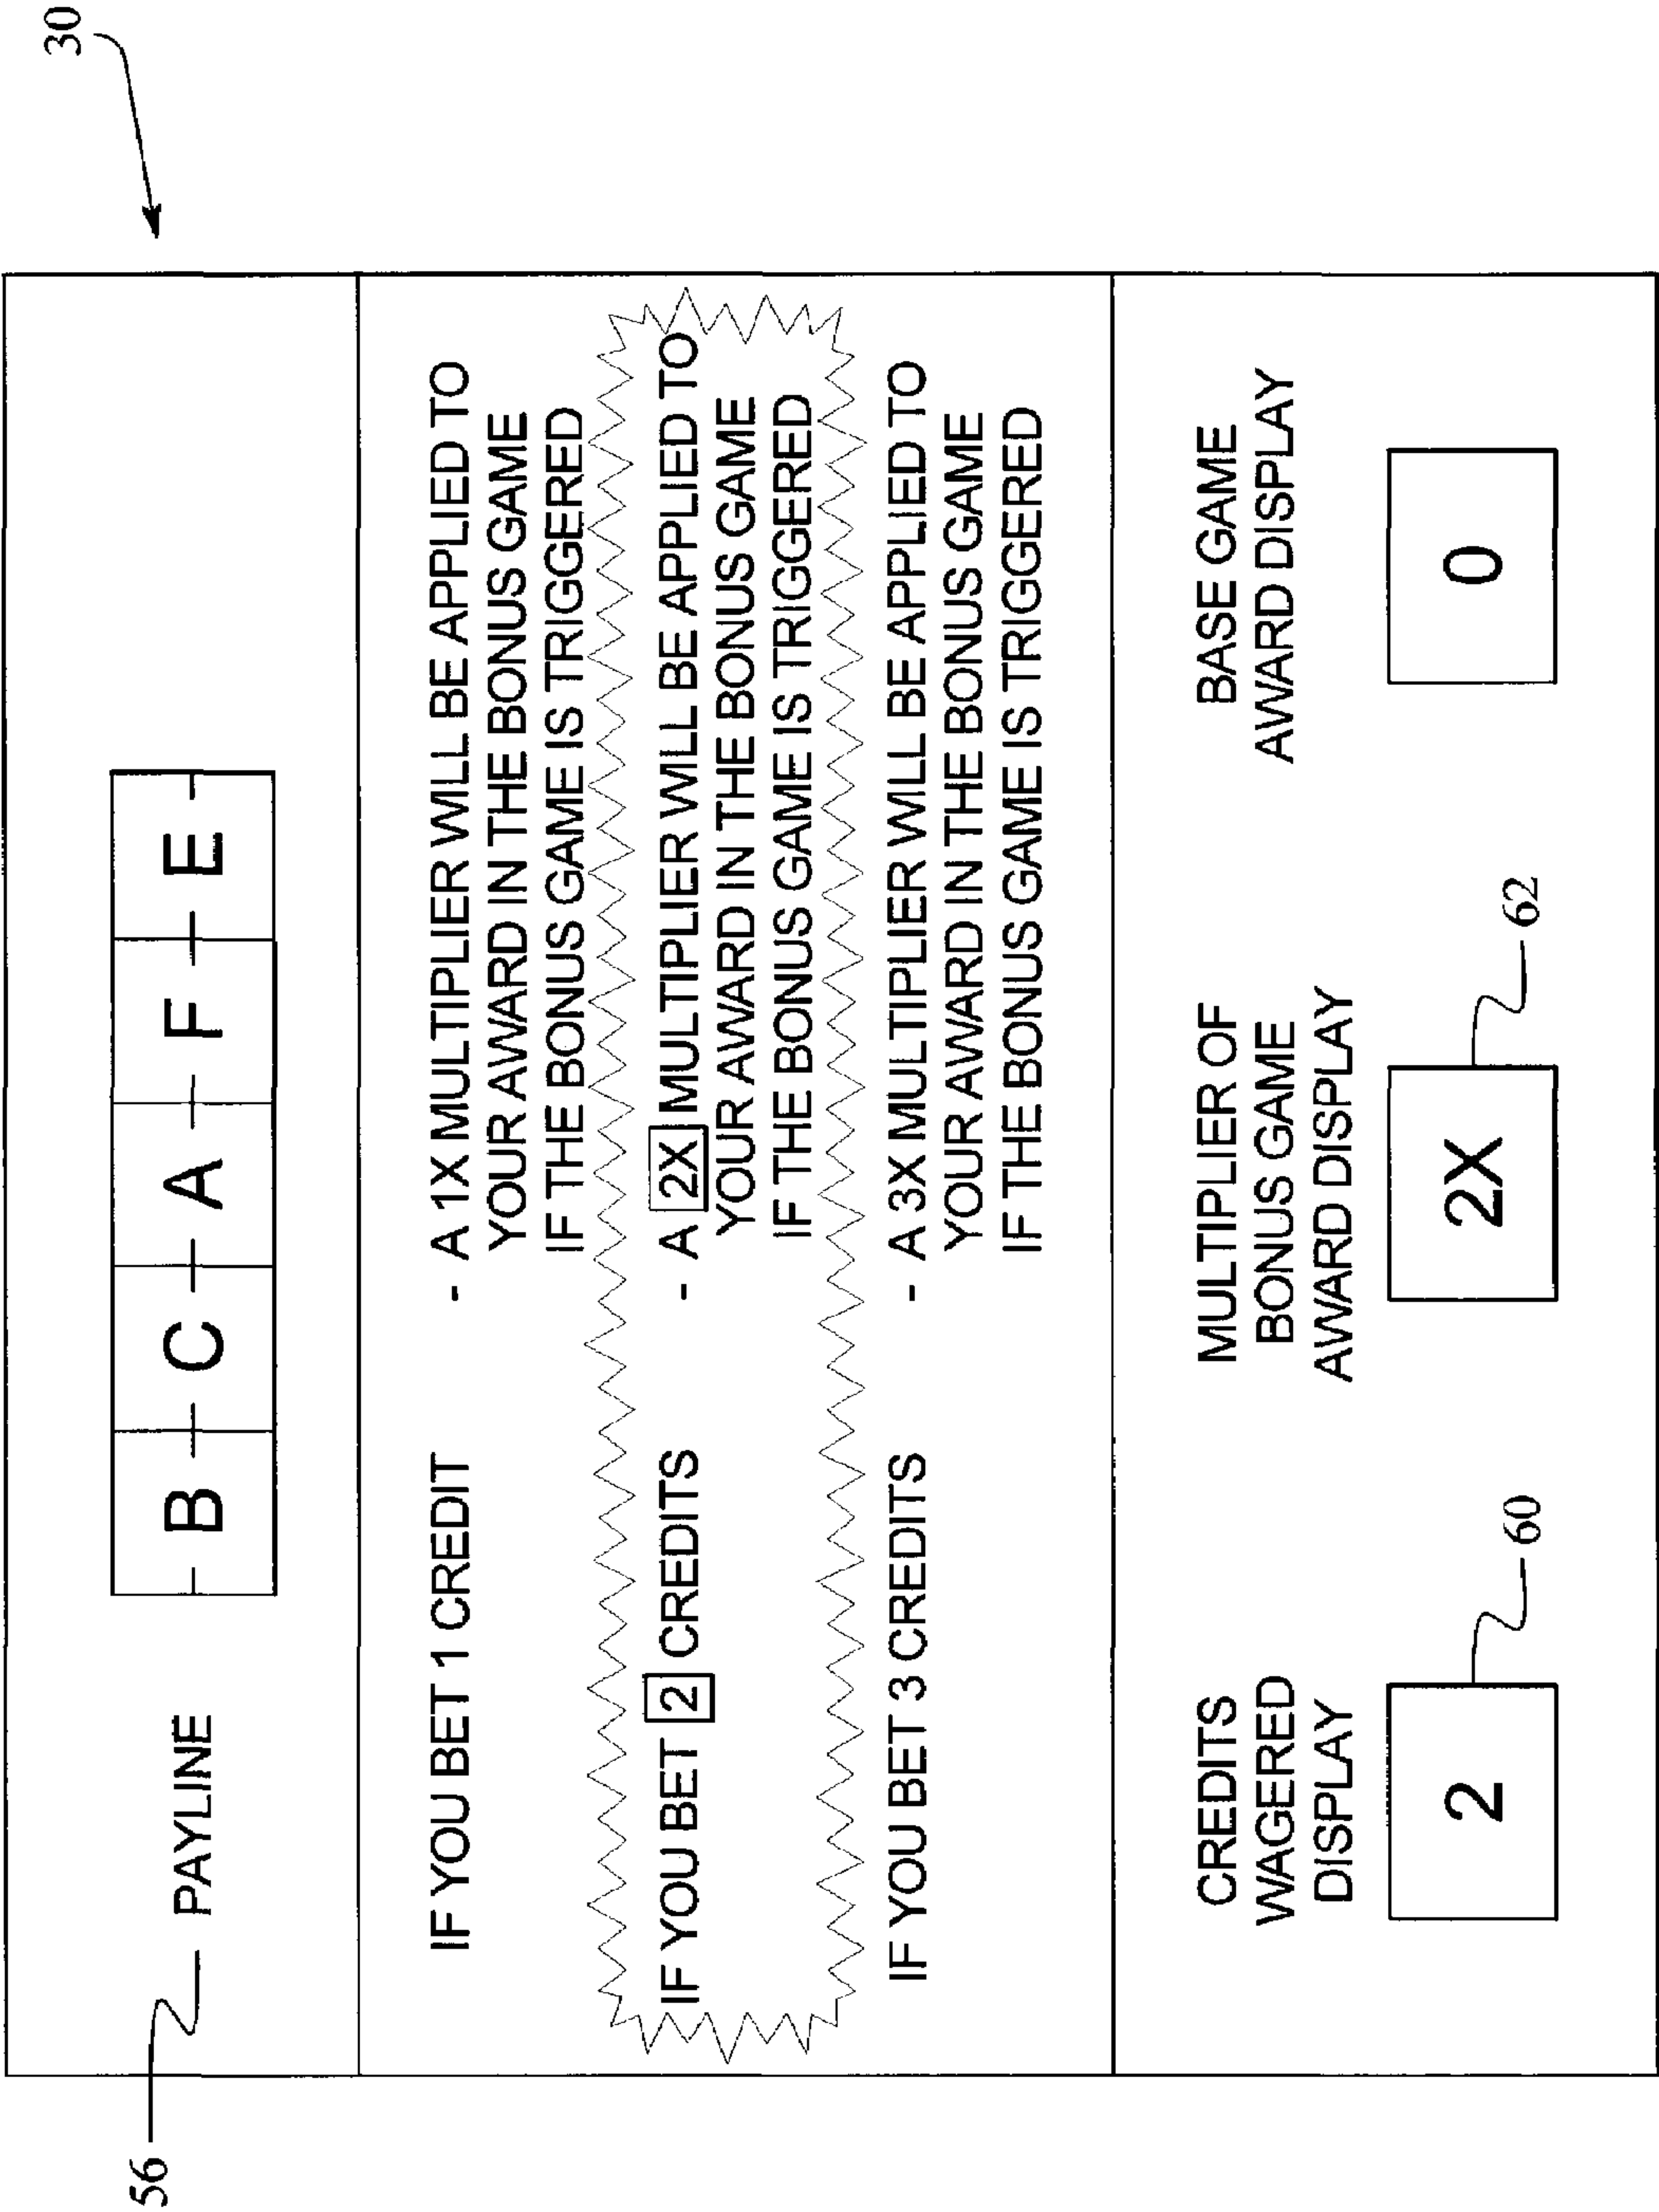 30
56
PAYLINE
B C A F E
IF YOU BET 1 CREDIT - A 1X MULTIPLIER WILL BE APPLIED TO
YOUR AWARD IN THE BONUS GAME
IF THE BONUS GAME IS TRIGGERED
IF YOU BET 2 CREDITS - A 2X MULTIPLIER WILL BE APPLIED TO
YOUR AWARD IN THE BONUS GAME
IF THE BONUS GAME IS TRIGGERED
IF YOU BET 3 CREDITS - A 3X MULTIPLIER WILL BE APPLIED TO
YOUR AWARD IN THE BONUS GAME
IF THE BONUS GAME IS TRIGGERED
CREDITS
WAGERED
DISPLAY
2
60
MULTIPLIER OF
BONUS GAME
AWARD DISPLAY
2X
62
BASE GAME
AWARD DISPLAY
0